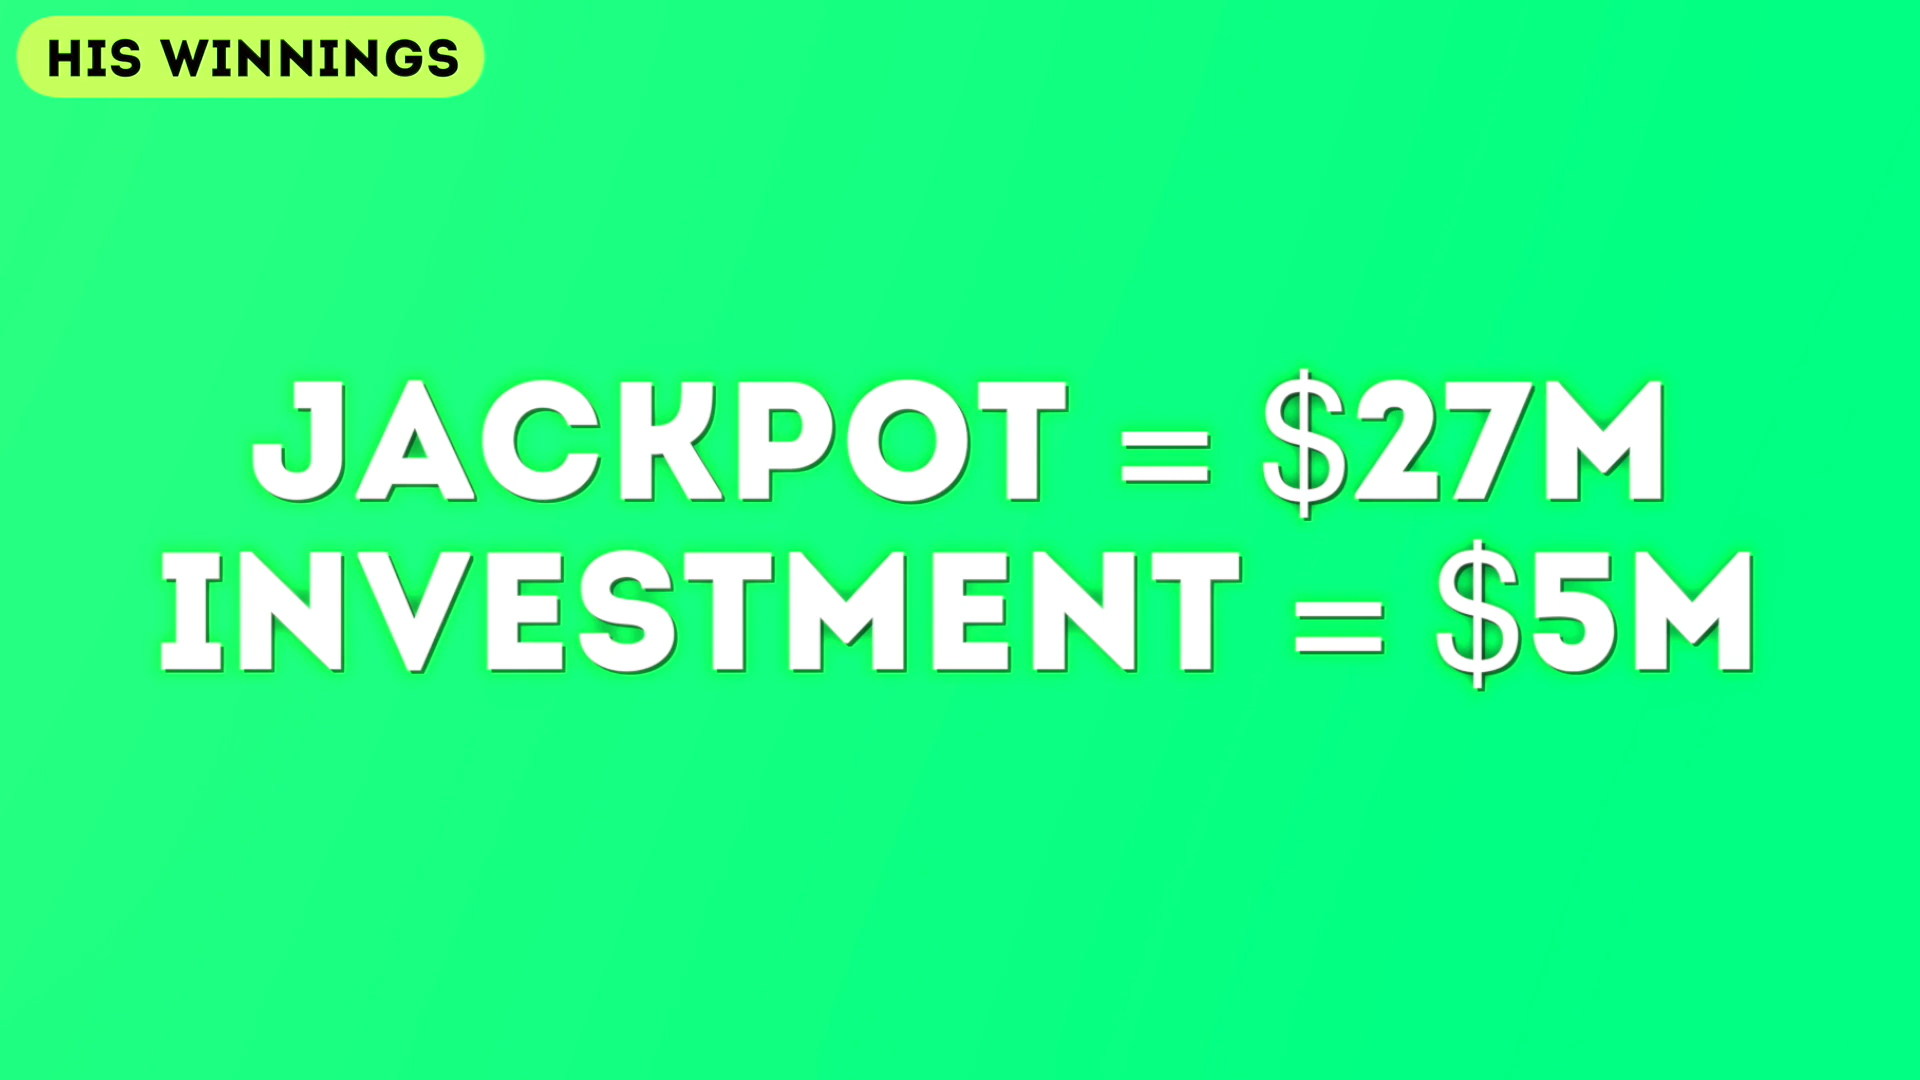 HIS WINNINGS
JACKPOT = $27M
INVESTMENT = $5M